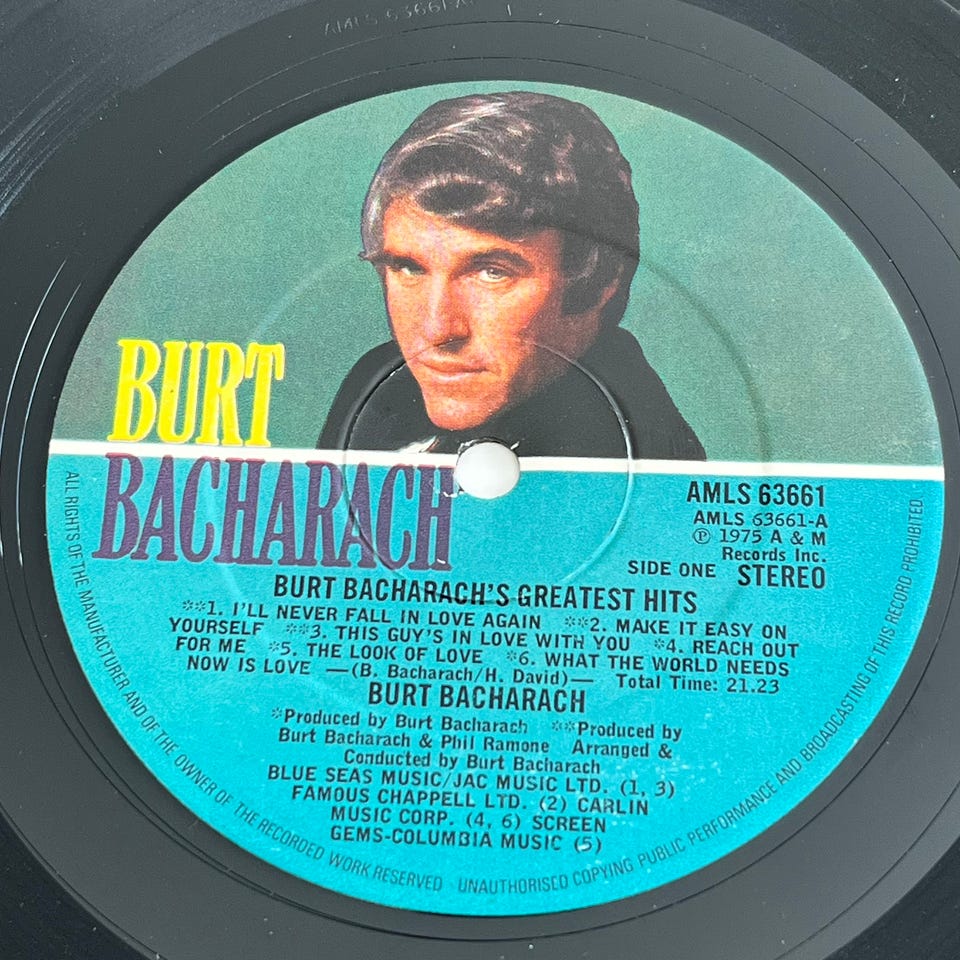 AMLS 63661 A
1
BURT
BACHARACH
AMLS 63661
AMLS 63661-A
℗ 1975 A & M
Records Inc.
SIDE ONE STEREO
BURT BACHARACH'S GREATEST HITS
**1. I'LL NEVER FALL IN LOVE AGAIN **2. MAKE IT EASY ON
YOURSELF **3. THIS GUY'S IN LOVE WITH YOU *4. REACH OUT
FOR ME *5. THE LOOK OF LOVE *6. WHAT THE WORLD NEEDS
NOW IS LOVE —(B. Bacharach/H. David)— Total Time: 21.23
BURT BACHARACH
*Produced by Burt Bacharach **Produced by
Burt Bacharach & Phil Ramone Arranged &
Conducted by Burt Bacharach
BLUE SEAS MUSIC/JAC MUSIC LTD. (1, 3)
FAMOUS CHAPPELL LTD. (2) CARLIN
MUSIC CORP. (4, 6) SCREEN
GEMS-COLUMBIA MUSIC (5)
ALL RIGHTS OF THE MANUFACTURER AND OF THE OWNER OF THE RECORDED WORK RESERVED · UNAUTHORISED COPYING PUBLIC PERFORMANCE AND BROADCASTING OF THIS RECORD PROHIBITED